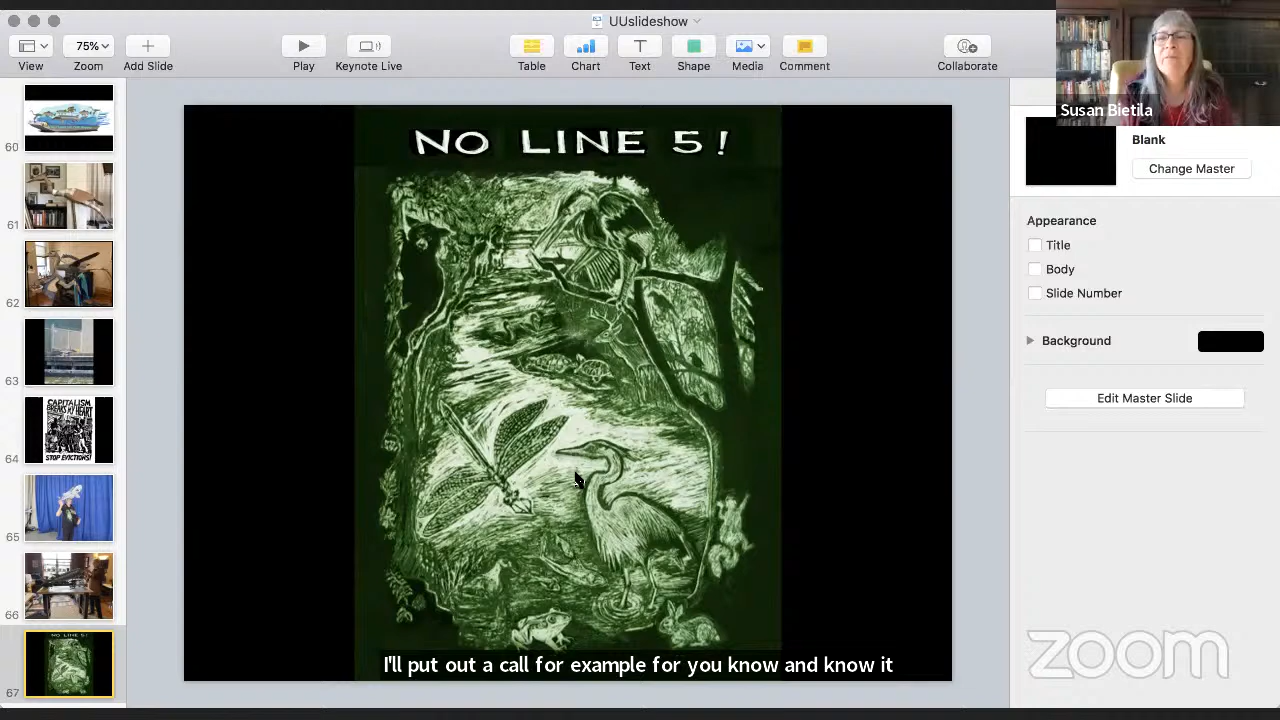 UUslideshow
View
75%
Zoom
Add Slide
Play
Keynote Live
Table
Chart
Text
Shape
Media
Comment
Collaborate
Susan Bietila
60
61
62
63
64
CAPITALISM
BREAKS MY HEART
STOP EVICTIONS!
65
66
67
NO LINE 5!
NO LINE 5!
I'll put out a call for example for you know and know it
Blank
Change Master
Appearance
Title
Body
Slide Number
Background
Edit Master Slide
zoom